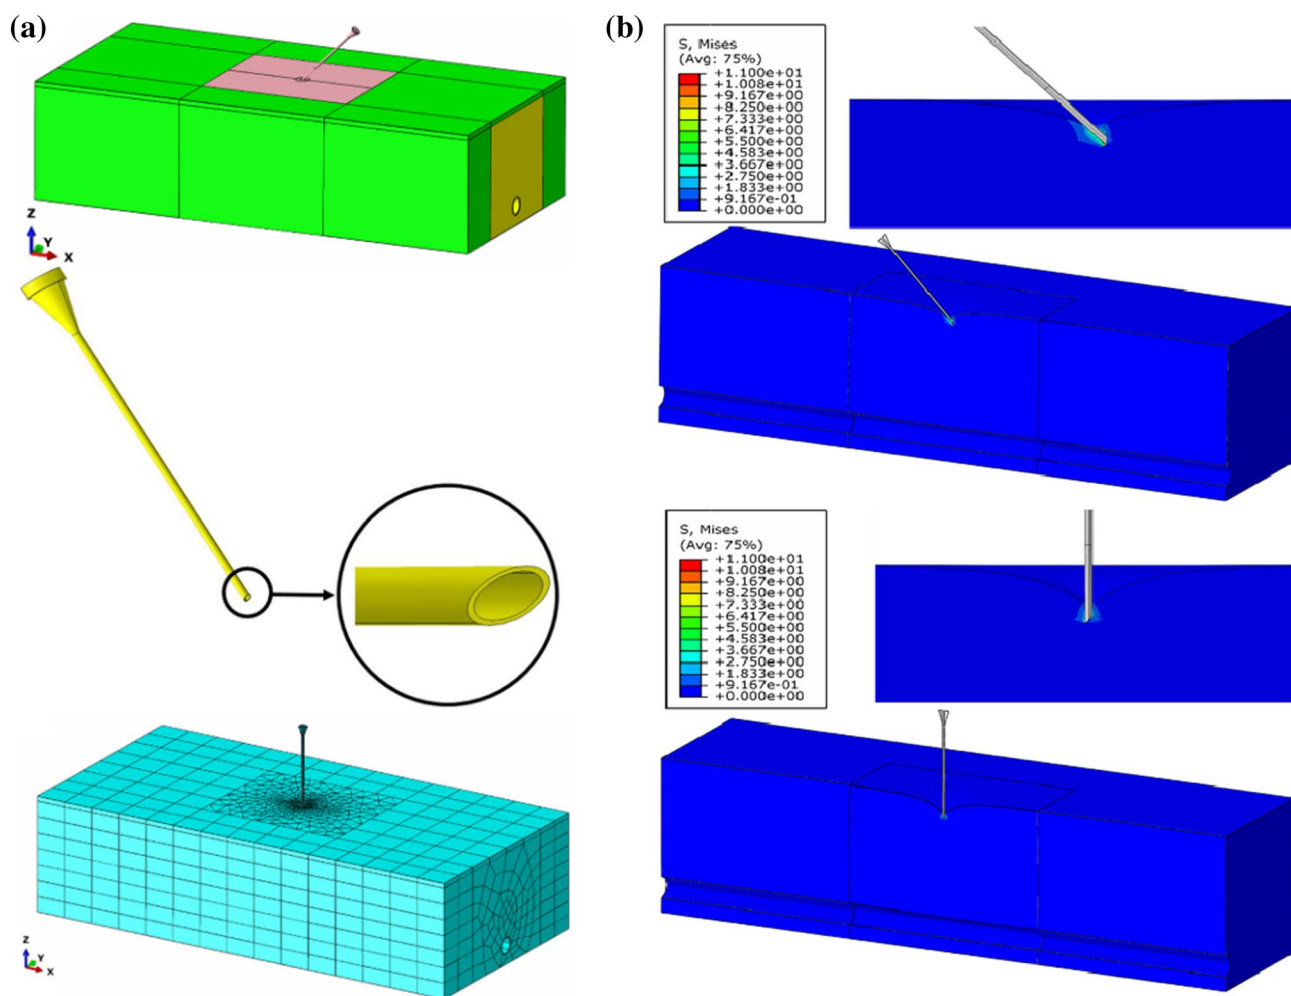 (a)
Z
Y
X
Z
Y
X
(b)
S, Mises
(Avg: 75%)
+1.100e+01
+1.008e+01
+9.167e+00
+8.250e+00
+7.333e+00
+6.417e+00
+5.500e+00
+4.583e+00
+3.667e+00
+2.750e+00
+1.833e+00
+9.167e-01
+0.000e+00
S, Mises
(Avg: 75%)
+1.100e+01
+1.008e+01
+9.167e+00
+8.250e+00
+7.333e+00
+6.417e+00
+5.500e+00
+4.583e+00
+3.667e+00
+2.750e+00
+1.833e+00
+9.167e-01
+0.000e+00